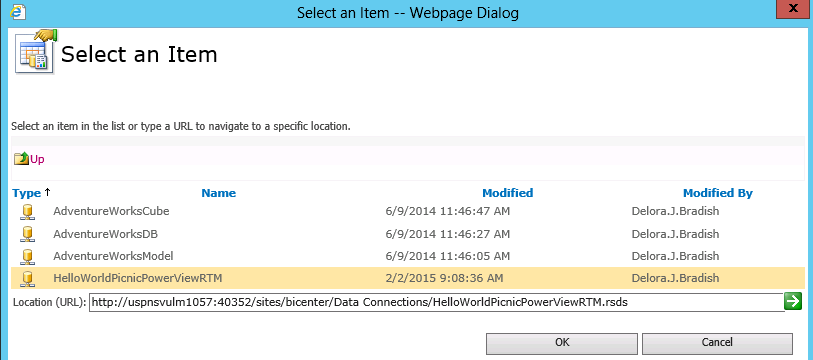 Select an Item -- Webpage Dialog
x
Select an Item
Select an item in the list or type a URL to navigate to a specific location.
Up
Type Name Modified Modified By
AdventureWorksCube 6/9/2014 11:46:47 AM Delora.J.Bradish
AdventureWorksDB 6/9/2014 11:46:27 AM Delora.J.Bradish
AdventureWorksModel 6/9/2014 11:46:05 AM Delora.J.Bradish
HelloWorldPicnicPowerViewRTM 2/2/2015 9:08:36 AM Delora.J.Bradish
Location (URL): http://uspnsvulm1057:40352/sites/bicenter/Data Connections/HelloWorldPicnicPowerViewRTM.rsds
OK Cancel